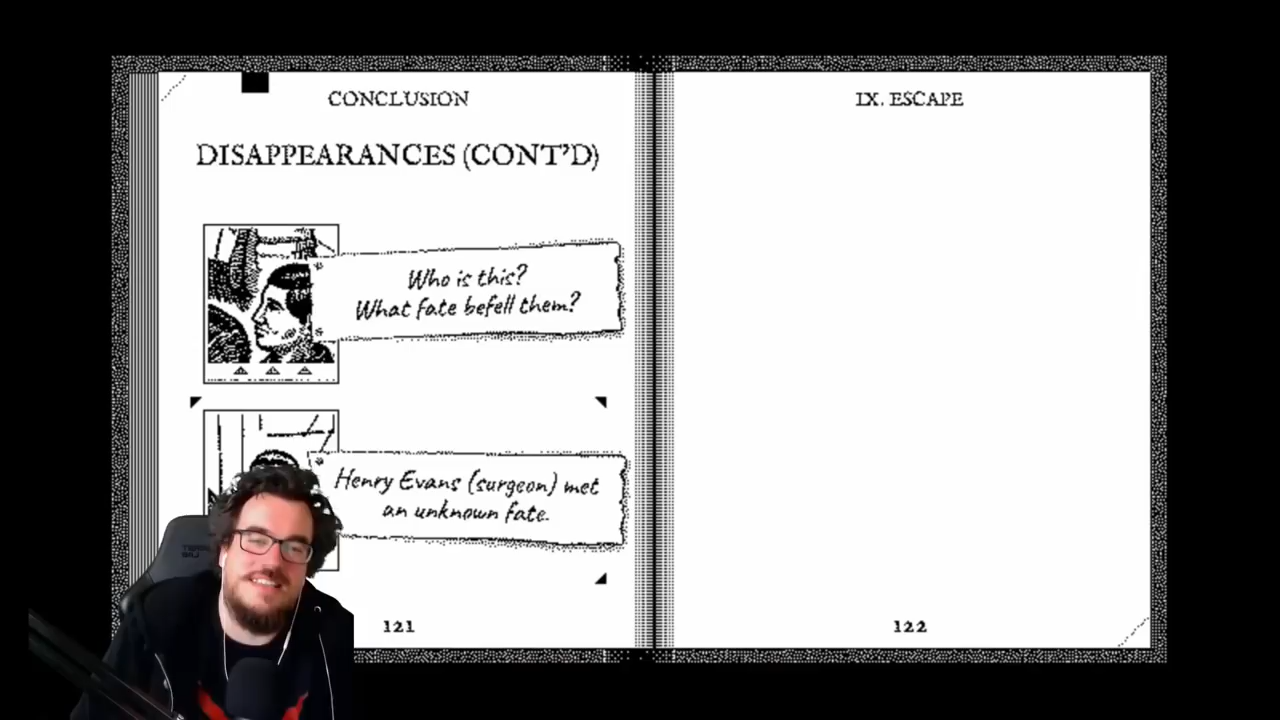 CONCLUSION
DISAPPEARANCES (CONT'D)
Who is this?
What fate befell them?
Henry Evans (surgeon) met
an unknown fate.
121
IX. ESCAPE
122